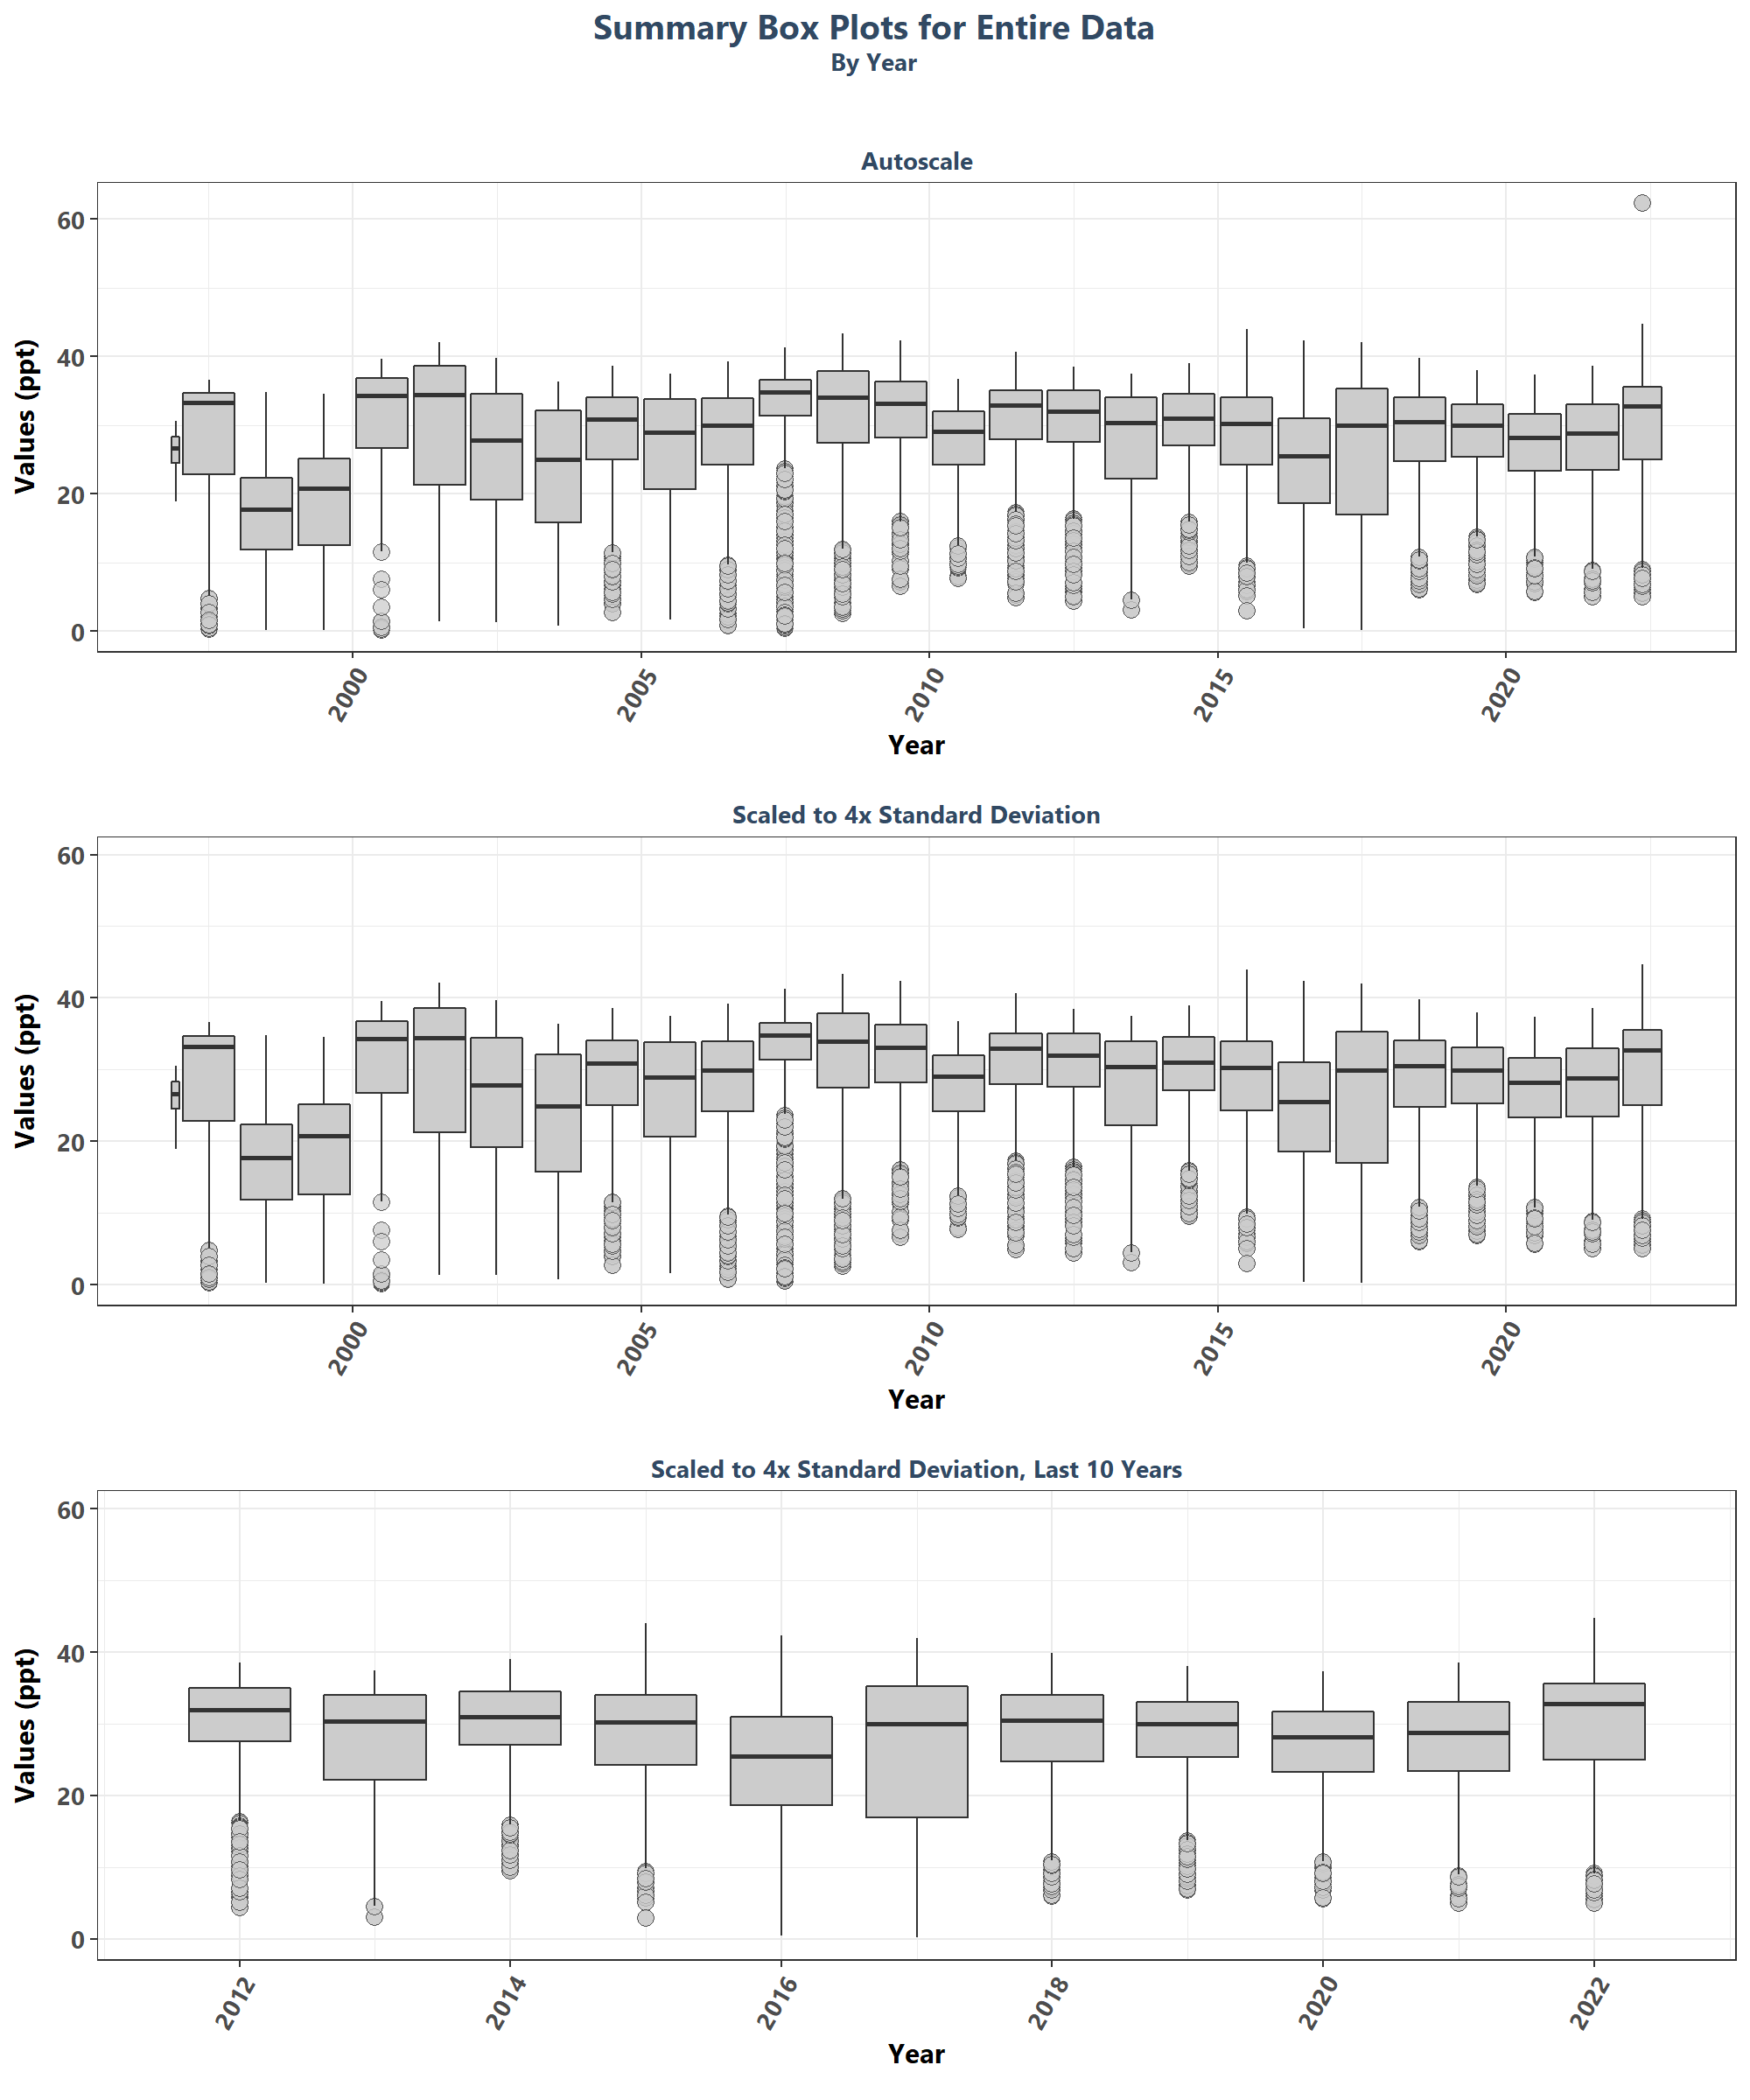 Summary Box Plots for Entire Data
By Year
Autoscale
Values (ppt)
60
40
20
0
2000
2005
2010
2015
2020
Year
Scaled to 4x Standard Deviation
Values (ppt)
60
40
20
0
2000
2005
2010
2015
2020
Year
Scaled to 4x Standard Deviation, Last 10 Years
Values (ppt)
60
40
20
0
2012
2014
2016
2018
2020
2022
Year